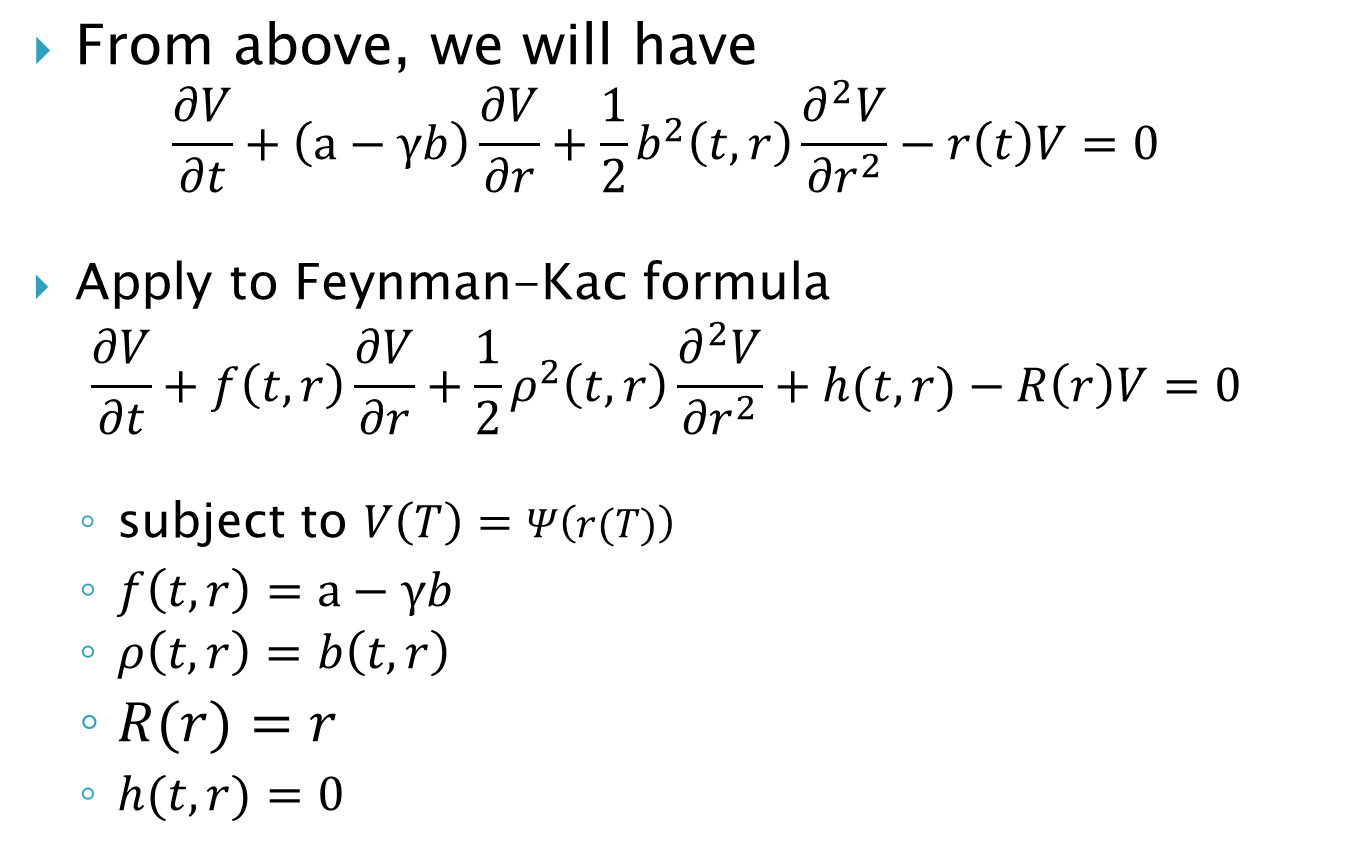 From above, we will have
∂V/∂t + (a − γb) ∂V/∂r + 1/2 b²(t, r) ∂²V/∂r² − r(t)V = 0
Apply to Feynman-Kac formula
∂V/∂t + f(t, r) ∂V/∂r + 1/2 ρ²(t, r) ∂²V/∂r² + h(t, r) − R(r)V = 0
subject to V(T) = Ψ(r(T))
f(t, r) = a − γb
ρ(t, r) = b(t, r)
R(r) = r
h(t, r) = 0